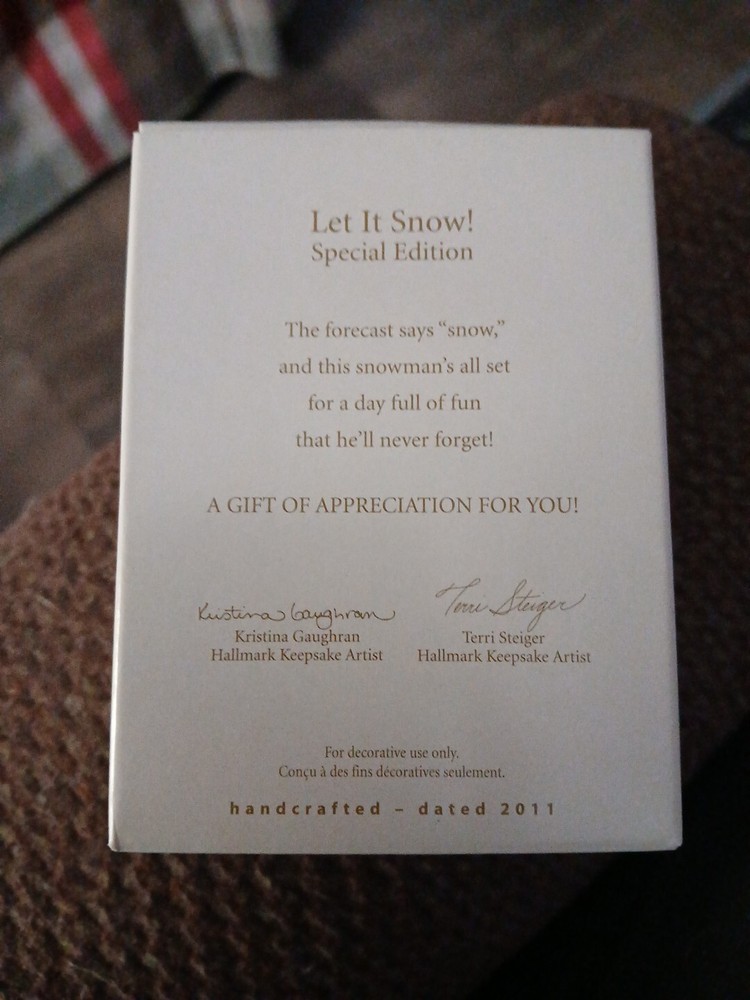 Let It Snow!
Special Edition
The forecast says “snow,”
and this snowman’s all set
for a day full of fun
that he’ll never forget!
A GIFT OF APPRECIATION FOR YOU!
Kristina Gaughran Terri Steiger
Kristina Gaughran Terri Steiger
Hallmark Keepsake Artist Hallmark Keepsake Artist
For decorative use only.
Conçu à des fins décoratives seulement.
handcrafted – dated 2011